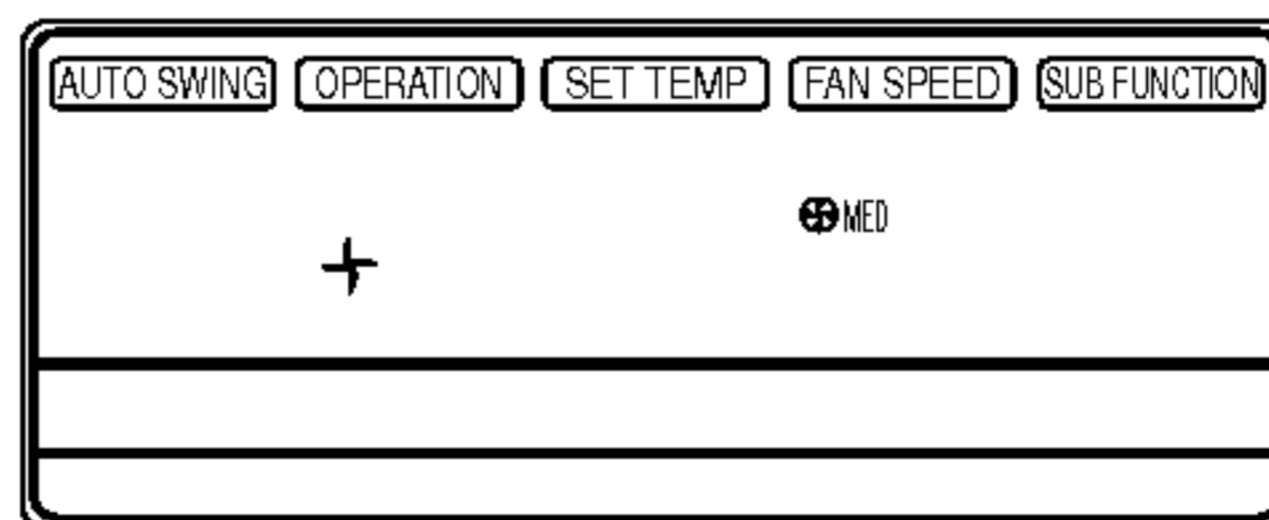 AUTO SWING OPERATION SET TEMP FAN SPEED SUB FUNCTION
MED